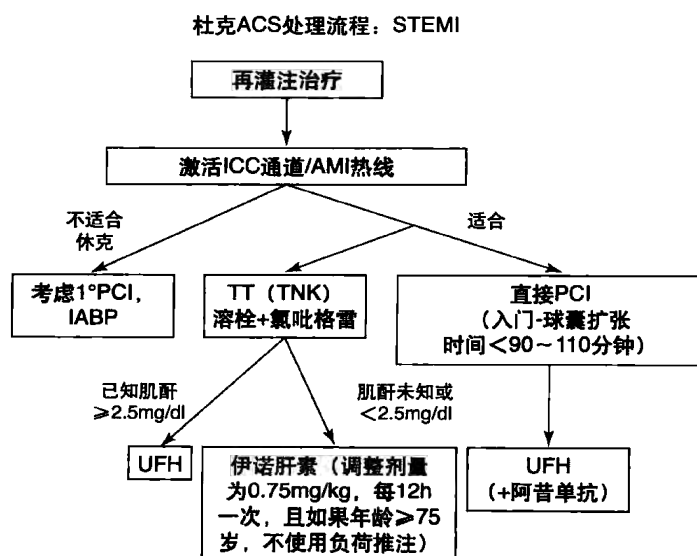 杜克ACS处理流程：STEMI
再灌注治疗
激活ICC通道/AMI热线
不适合
休克
适合
考虑1°PCI，
IABP
TT（TNK）
溶栓+氯吡格雷
直接PCI
（入门-球囊扩张
时间＜90～110分钟）
已知肌酐
≥2.5mg/dl
肌酐未知或
＜2.5mg/dl
UFH
伊诺肝素（调整剂量
为0.75mg/kg，每12h
一次，且如果年龄≥75
岁，不使用负荷推注）
UFH
（+阿昔单抗）